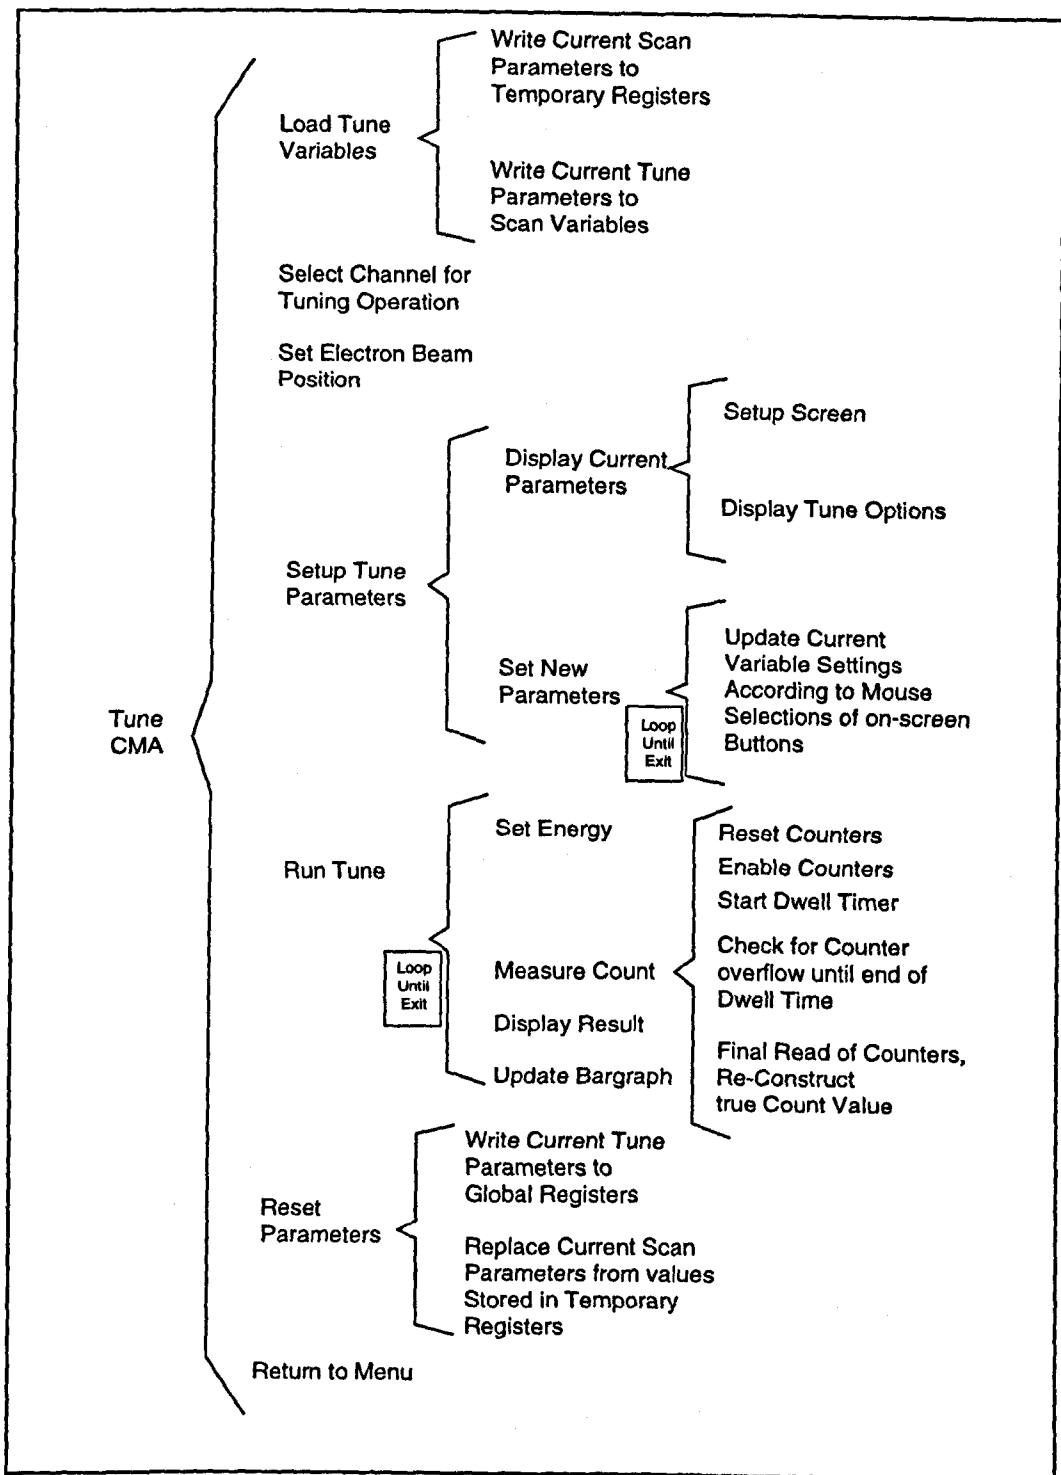 Write Current Scan
Parameters to
Temporary Registers
Load Tune
Variables
Write Current Tune
Parameters to
Scan Variables
Select Channel for
Tuning Operation
Set Electron Beam
Position
Setup Screen
Display Current
Parameters
Display Tune Options
Setup Tune
Parameters
Set New
Parameters
Loop
Until
Exit
Update Current
Variable Settings
According to Mouse
Selections of on-screen
Buttons
Tune
CMA
Run Tune
Loop
Until
Exit
Set Energy
Measure Count
Reset Counters
Enable Counters
Start Dwell Timer
Check for Counter
overflow until end of
Dwell Time
Final Read of Counters,
Re-Construct
true Count Value
Display Result
Update Bargraph
Reset
Parameters
Write Current Tune
Parameters to
Global Registers
Replace Current Scan
Parameters from values
Stored in Temporary
Registers
Return to Menu